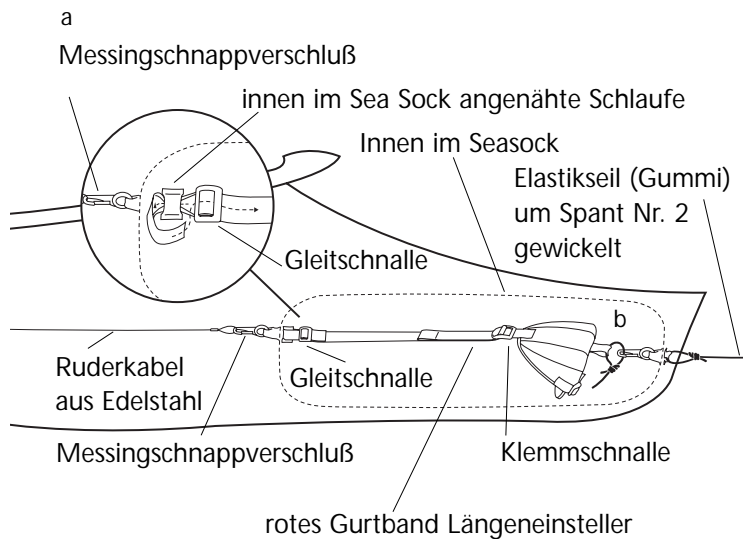 a
Messingschnappverschluß
innen im Sea Sock angenähte Schlaufe
Innen im Seasock
Elastikseil (Gummi)
um Spant Nr. 2
gewickelt
Gleitschnalle
b
Ruderkabel
aus Edelstahl
Gleitschnalle
Messingschnappverschluß
Klemmschnalle
rotes Gurtband Längeneinsteller